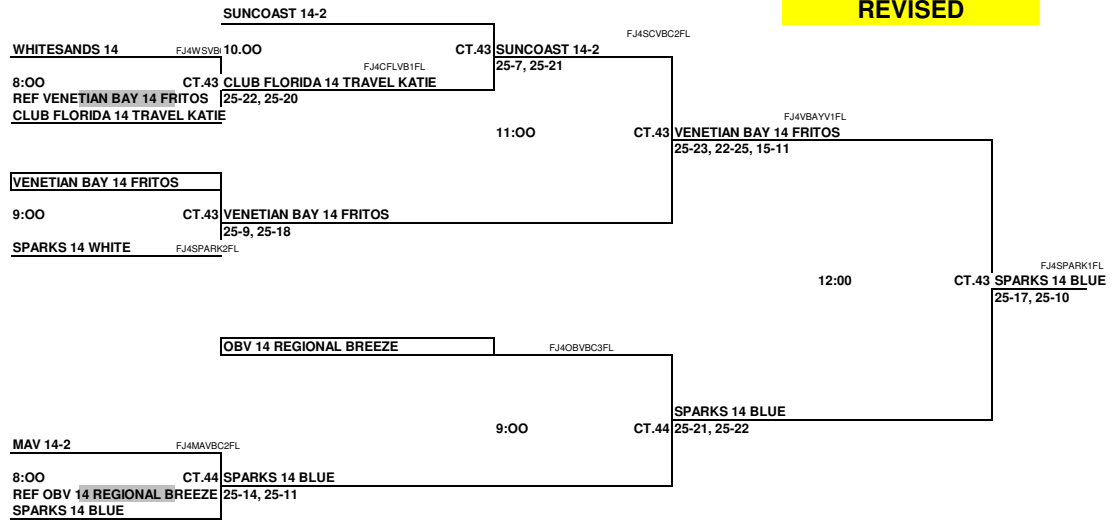 REVISED
SUNCOAST 14-2
FJ4SCVBC2FL
WHITESANDS 14 FJ4WSVB 10.OO CT.43 SUNCOAST 14-2
25-7, 25-21
FJ4CFLVB1FL
8:OO CT.43 CLUB FLORIDA 14 TRAVEL KATIE
REF VENETIAN BAY 14 FRITOS 25-22, 25-20
CLUB FLORIDA 14 TRAVEL KATIE
FJ4VBAYV1FL
11:OO CT.43 VENETIAN BAY 14 FRITOS
25-23, 22-25, 15-11
VENETIAN BAY 14 FRITOS
9:OO CT.43 VENETIAN BAY 14 FRITOS
25-9, 25-18
SPARKS 14 WHITE FJ4SPARK2FL
FJ4SPARK1FL
12:00 CT.43 SPARKS 14 BLUE
25-17, 25-10
OBV 14 REGIONAL BREEZE FJ4OBVBC3FL
SPARKS 14 BLUE
9:OO CT.44 25-21, 25-22
MAV 14-2 FJ4MAVBC2FL
8:OO CT.44 SPARKS 14 BLUE
REF OBV 14 REGIONAL BREEZE 25-14, 25-11
SPARKS 14 BLUE